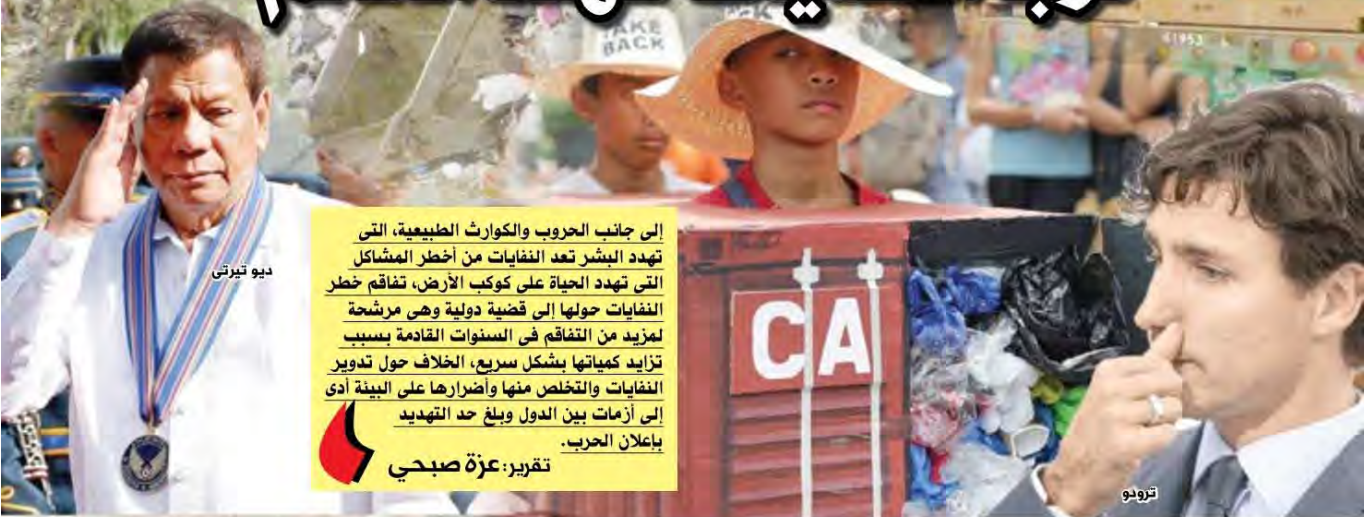 TAKE
BACK
61953
ديو تيرتى
إلى جانب الحروب والكوارث الطبيعية، التى
تهدد البشر تعد النفايات من أخطر المشاكل
التى تهدد الحياة على كوكب الأرض، تفاقم خطر
النفايات حولها إلى قضية دولية وهى مرشحة
لمزيد من التفاقم فى السنوات القادمة بسبب
تزايد كمياتها بشكل سريع، الخلاف حول تدوير
النفايات والتخلص منها وأضرارها على البيئة أدى
إلى أزمات بين الدول وبلغ حد التهديد
بإعلان الحرب.
تقرير: عزة صبحي
CA
ترودو